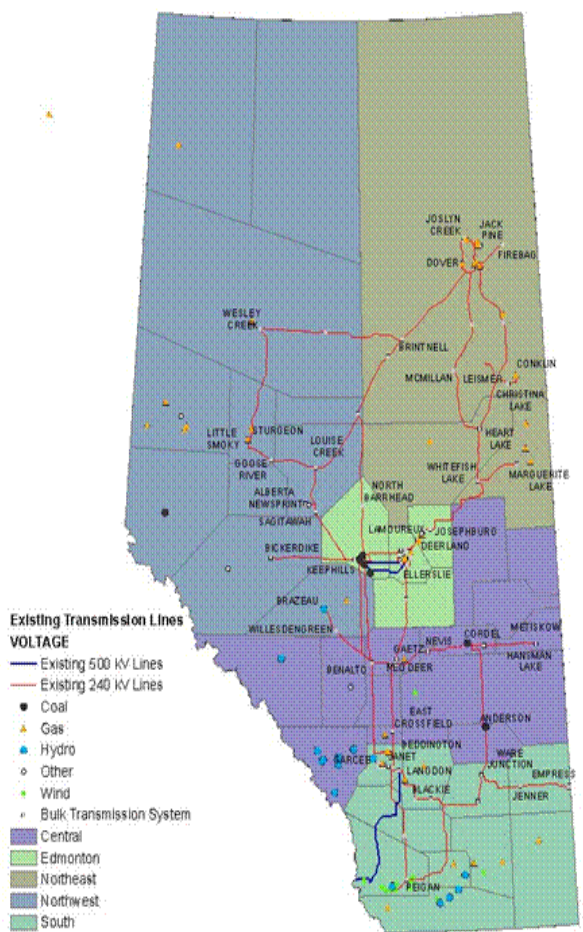 JOSLYN
CREEK
JACK
PINE
DOVER
FIREBAG
WESLEY
CREEK
BRINTNELL
MCMILLAN
LEISMER
CONKLIN
CHRISTINA
LAKE
LITTLE
SMOKY
STURGEON
LOUISE
CREEK
HEART
LAKE
GOOSE
RIVER
WHITEFISH
LAKE
MARGUERITE
LAKE
ALBERTA
NEWSPRINT
NORTH
BARRHEAD
SAGITAWAH
LAMOUREUX
JOSEPHBURG
DEERLAND
BICKERDIKE
KEEPHILLS
ELLERSLIE
BRAZEAU
WILLESDENGREEN
BENALTO
GAETZ
RED DEER
NEVIS
CORDEL
METISKOW
HANSMAN
LAKE
EAST
CROSSFIELD
ANDERSON
BEDDINGTON
SARCEE
JANET
LANGDON
BLACKIE
WARE
JUNCTION
EMPRESS
JENNER
PEIGAN
Existing Transmission Lines
VOLTAGE
Existing 500 kV Lines
Existing 240 kV Lines
Coal
Gas
Hydro
Other
Wind
Bulk Transmission System
Central
Edmonton
Northeast
Northwest
South